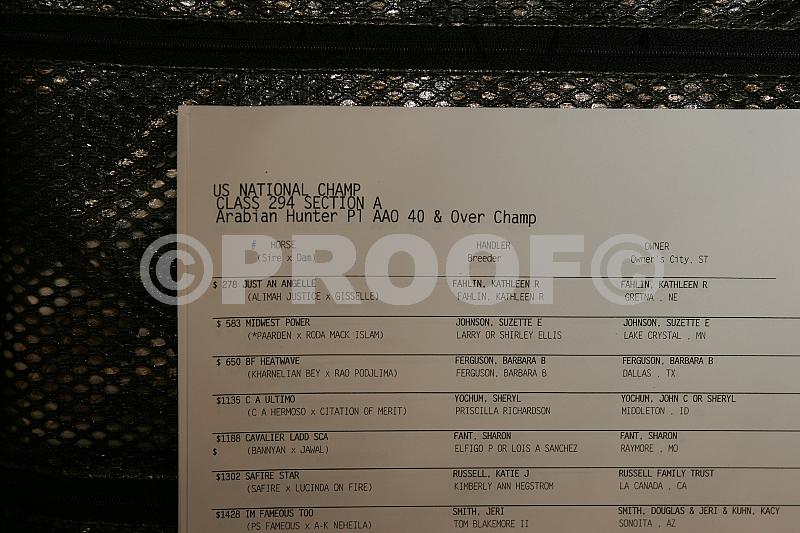 US NATIONAL CHAMP
CLASS 294 SECTION A
Arabian Hunter Pl AAO 40 & Over Champ
# HORSE HANDLER OWNER
(Sire x Dam) Breeder Owner's City, ST
©PROOF©
$ 278 JUST AN ANGELLE FAHLIN, KATHLEEN R FAHLIN, KATHLEEN R
(ALIMAH JUSTICE x GISSELLE) FAHLIN, KATHLEEN R GRETNA , NE
$ 583 MIDWEST POWER JOHNSON, SUZETTE E JOHNSON, SUZETTE E
(*PAARDEN x RODA MACK ISLAM) LARRY OR SHIRLEY ELLIS LAKE CRYSTAL , MN
$ 650 BF HEATWAVE FERGUSON, BARBARA B FERGUSON, BARBARA B
(KHARNELIAN BEY x RAO PODJLIMA) FERGUSON, BARBARA B DALLAS , TX
$1135 C A ULTIMO YOCHUM, SHERYL YOCHUM, JOHN C OR SHERYL
(C A HERMOSO x CITATION OF MERIT) PRISCILLA RICHARDSON MIDDLETON , ID
$1188 CAVALIER LADD SCA FANT, SHARON FANT, SHARON
$ (BANNYAN x JAWAL) ELFIGO P OR LOIS A SANCHEZ RAYMORE , MO
$1302 SAFIRE STAR RUSSELL, KATIE J RUSSELL FAMILY TRUST
(SAFIRE x LUCINDA ON FIRE) KIMBERLY ANN HEGSTROM LA CANADA , CA
$1428 IM FAMEOUS TOO SMITH, JERI SMITH, DOUGLAS & JERI & KUHN, KACY
(PS FAMEOUS x A-K NEHEILA) TOM BLAKEMORE II SONOITA , AZ